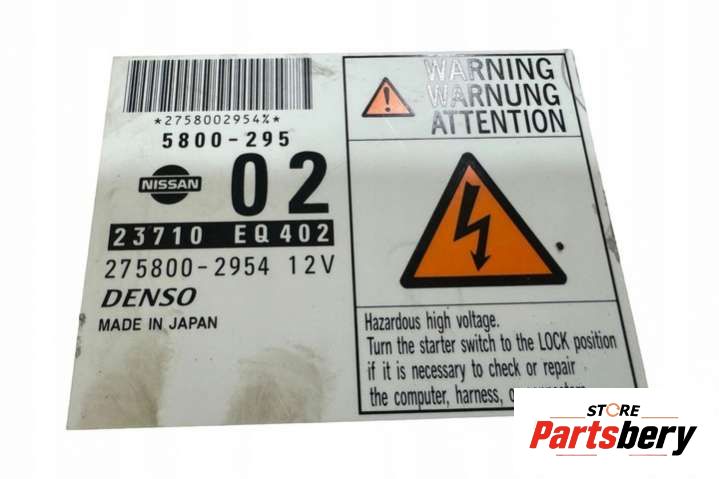 *2758002954%*
5800-295
NISSAN
02
23710 EQ402
275800-2954 12V
DENSO
MADE IN JAPAN
WARNING
WARNUNG
ATTENTION
Hazardous high voltage.
Turn the starter switch to the LOCK position
if it is necessary to check or repair
the computer, harness,
STORE
Partsbery